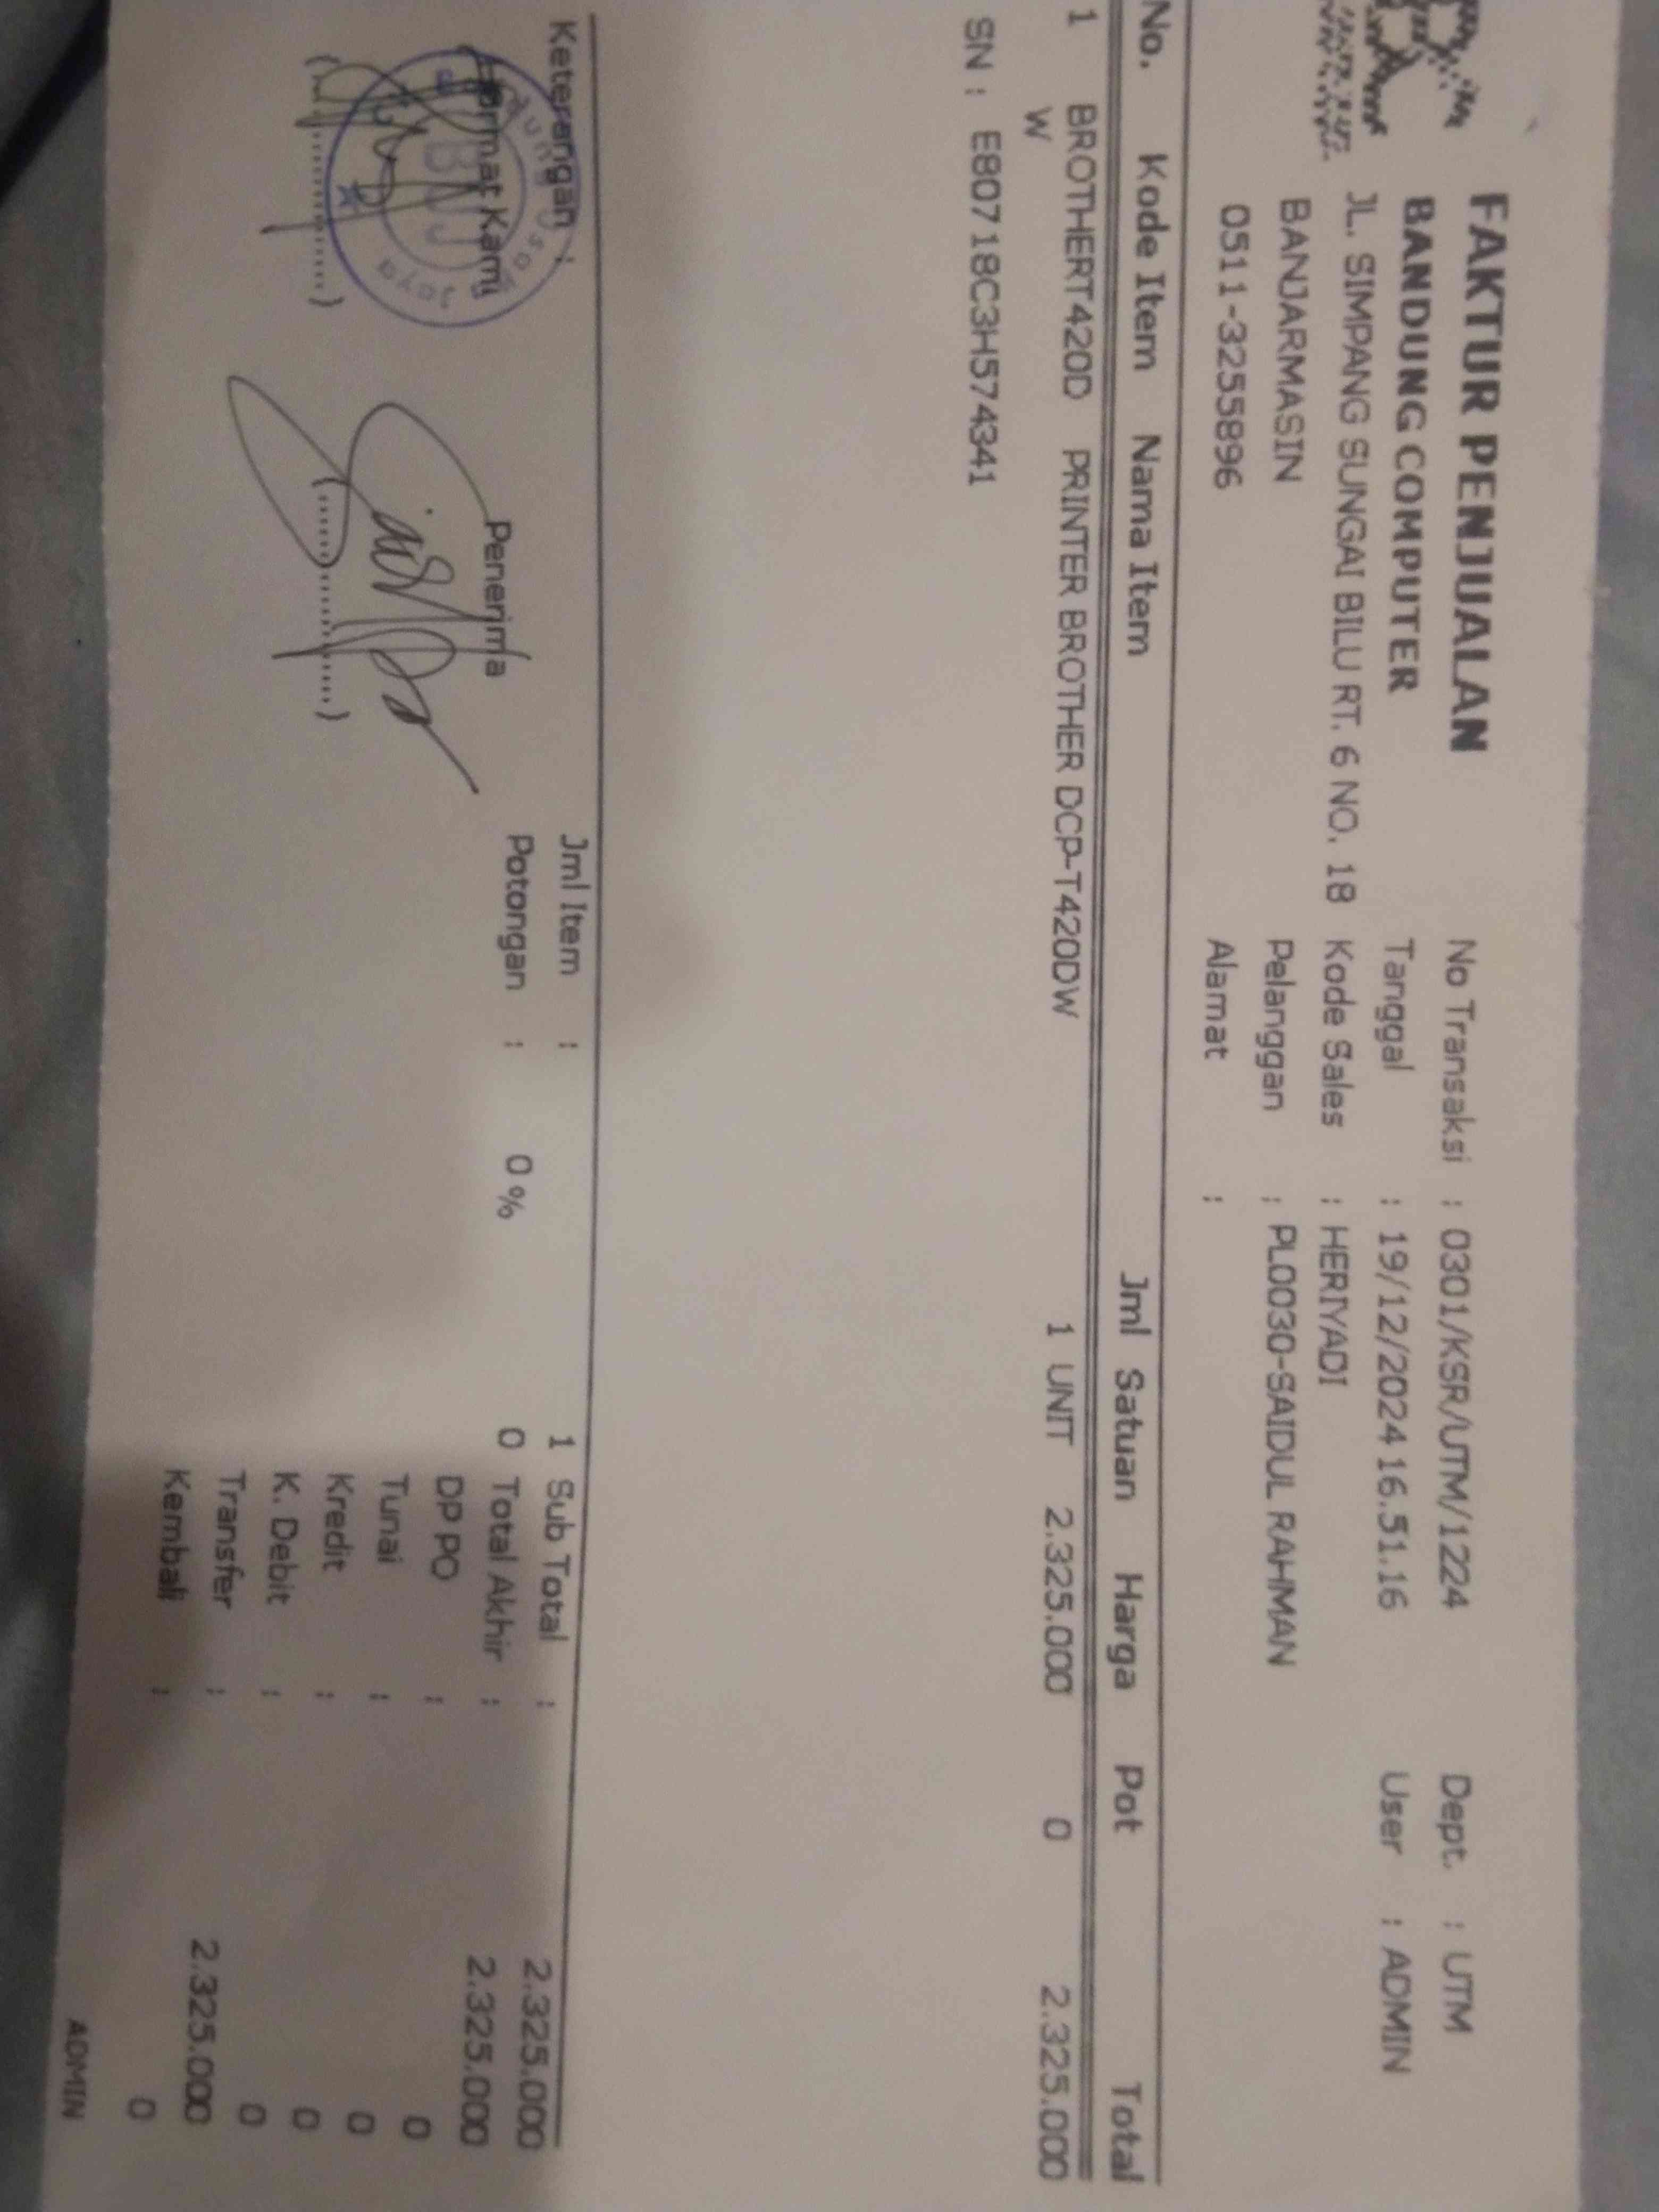 FAKTUR PENJUALAN
BANDUNG COMPUTER
JL. SIMPANG SUNGAI BILU RT. 6 NO. 18
BANJARMASIN
0511-3255896
No Transaksi : 0301/KSR/UTM/1224
Tanggal : 19/12/2024 16.51.16
Kode Sales : HERIYADI
Pelanggan : PL0030-SAIDUL RAHMAN
Alamat :
Dept. : UTM
User : ADMIN
No. Kode Item Nama Item Jml Satuan Harga Pot Total
1 BROTHERT420D PRINTER BROTHER DCP-T420DW 1 UNIT 2.325.000 0 2.325.000
W
SN : E80718C3H574341
Keterangan :
Hormat Kami
Penerima
(..............)
(..............)
Jml Item : 1
Potongan : 0 % 0
Sub Total : 2.325.000
Total Akhir : 2.325.000
DP PO : 0
Tunai : 0
Kredit : 0
K. Debit : 0
Transfer : 2.325.000
Kembali : 0
ADMIN